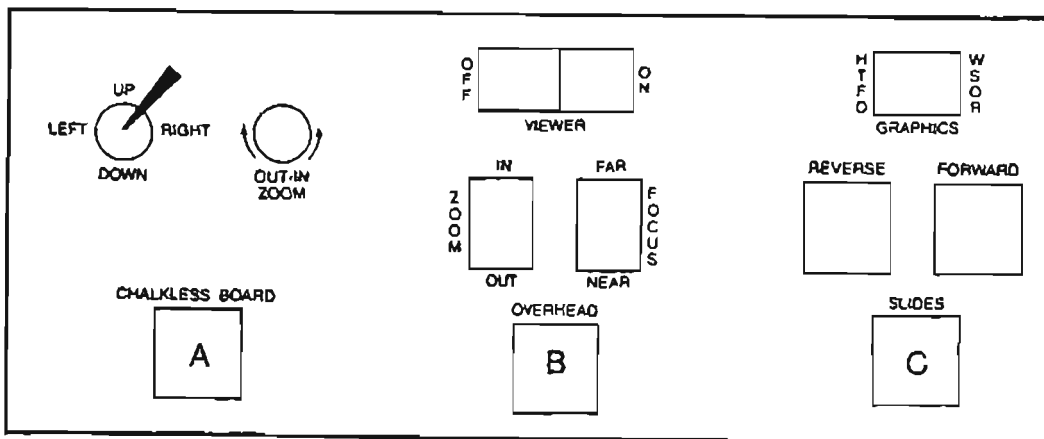 UP
LEFT
RIGHT
DOWN
OUT-IN
ZOOM
CHALKLESS BOARD
A
OFF
ON
VIEWER
IN
ZOOM
OUT
FAR
FOCUS
NEAR
OVERHEAD
B
HTFO
WSOR
GRAPHICS
REVERSE
FORWARD
SLIDES
C